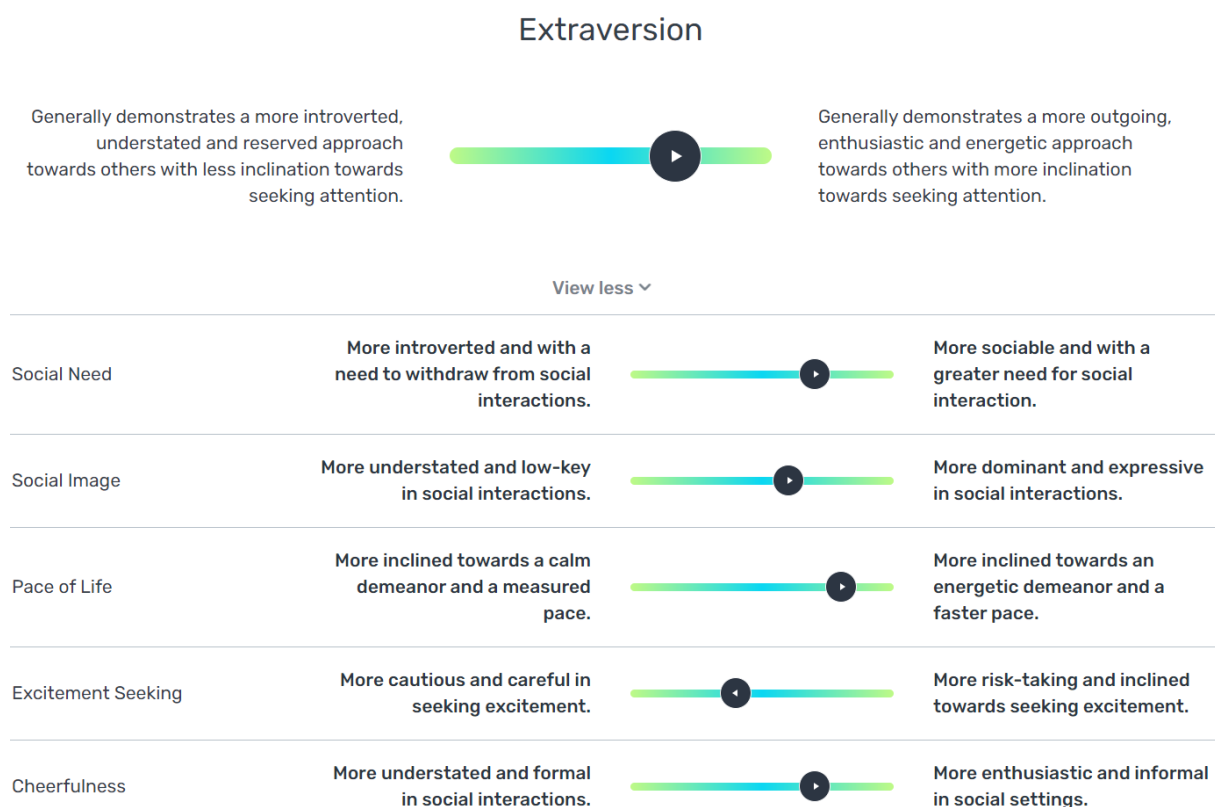 Extraversion
Generally demonstrates a more introverted,
understated and reserved approach
towards others with less inclination towards
seeking attention.
Generally demonstrates a more outgoing,
enthusiastic and energetic approach
towards others with more inclination
towards seeking attention.
View less
Social Need
More introverted and with a
need to withdraw from social
interactions.
More sociable and with a
greater need for social
interaction.
Social Image
More understated and low-key
in social interactions.
More dominant and expressive
in social interactions.
Pace of Life
More inclined towards a calm
demeanor and a measured
pace.
More inclined towards an
energetic demeanor and a
faster pace.
Excitement Seeking
More cautious and careful in
seeking excitement.
More risk-taking and inclined
towards seeking excitement.
Cheerfulness
More understated and formal
in social interactions.
More enthusiastic and informal
in social settings.